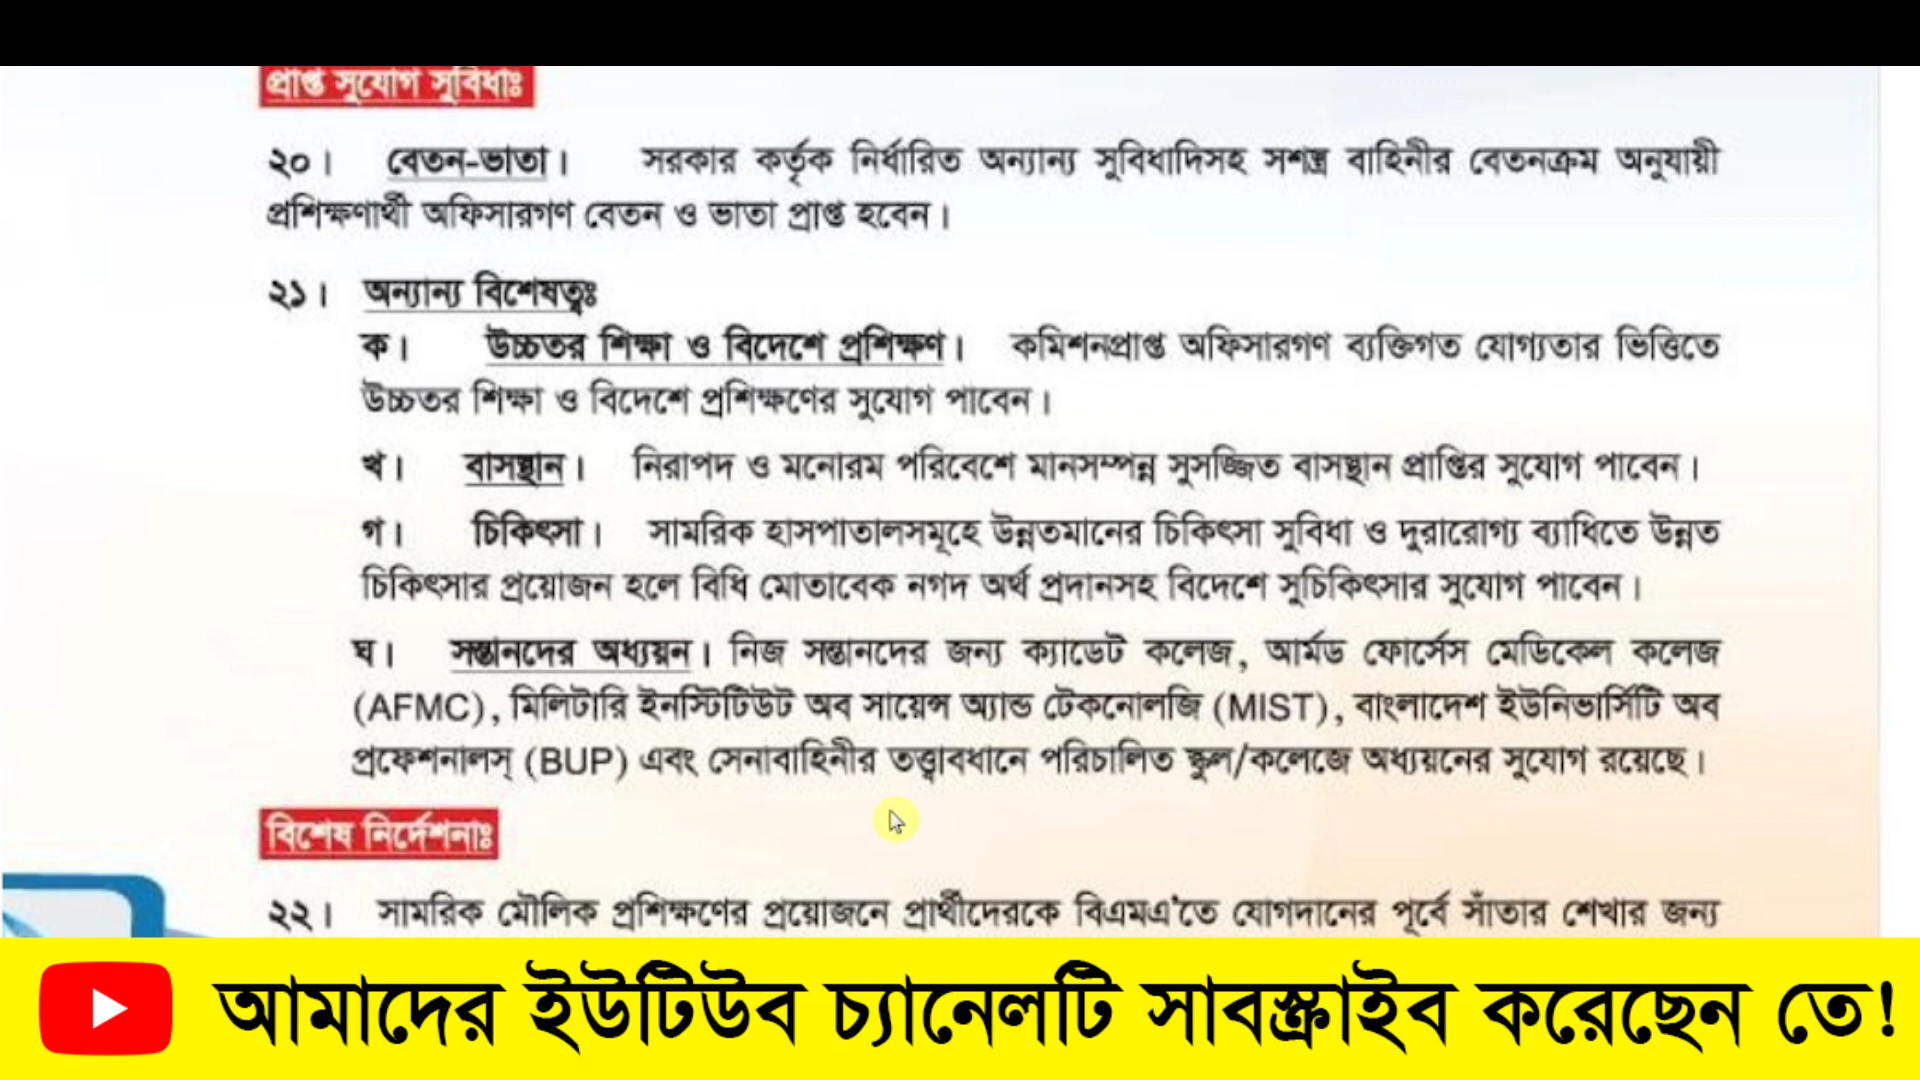 প্রাপ্ত সুযোগ সুবিধাঃ
২০। বেতন-ভাতা। সরকার কর্তৃক নির্ধারিত অন্যান্য সুবিধাদিসহ সশস্ত্র বাহিনীর বেতনক্রম অনুযায়ী
প্রশিক্ষণার্থী অফিসারগণ বেতন ও ভাতা প্রাপ্ত হবেন।
২১। অন্যান্য বিশেষত্বঃ
ক। উচ্চতর শিক্ষা ও বিদেশে প্রশিক্ষণ। কমিশনপ্রাপ্ত অফিসারগণ ব্যক্তিগত যোগ্যতার ভিত্তিতে
উচ্চতর শিক্ষা ও বিদেশে প্রশিক্ষণের সুযোগ পাবেন।
খ। বাসস্থান। নিরাপদ ও মনোরম পরিবেশে মানসম্পন্ন সুসজ্জিত বাসস্থান প্রাপ্তির সুযোগ পাবেন।
গ। চিকিৎসা। সামরিক হাসপাতালসমূহে উন্নতমানের চিকিৎসা সুবিধা ও দুরারোগ্য ব্যাধিতে উন্নত
চিকিৎসার প্রয়োজন হলে বিধি মোতাবেক নগদ অর্থ প্রদানসহ বিদেশে সুচিকিৎসার সুযোগ পাবেন।
ঘ। সন্তানদের অধ্যয়ন। নিজ সন্তানদের জন্য ক্যাডেট কলেজ, আর্মড ফোর্সেস মেডিকেল কলেজ
(AFMC), মিলিটারি ইনস্টিটিউট অব সায়েন্স অ্যান্ড টেকনোলজি (MIST), বাংলাদেশ ইউনিভার্সিটি অব
প্রফেশনালস্ (BUP) এবং সেনাবাহিনীর তত্ত্বাবধানে পরিচালিত স্কুল/কলেজে অধ্যয়নের সুযোগ রয়েছে।
বিশেষ নির্দেশনাঃ
২২। সামরিক মৌলিক প্রশিক্ষণের প্রয়োজনে প্রার্থীদেরকে বিএমএ'তে যোগদানের পূর্বে সাঁতার শেখার জন্য
আমাদের ইউটিউব চ্যানেলটি সাবস্ক্রাইব করেছেন তো!